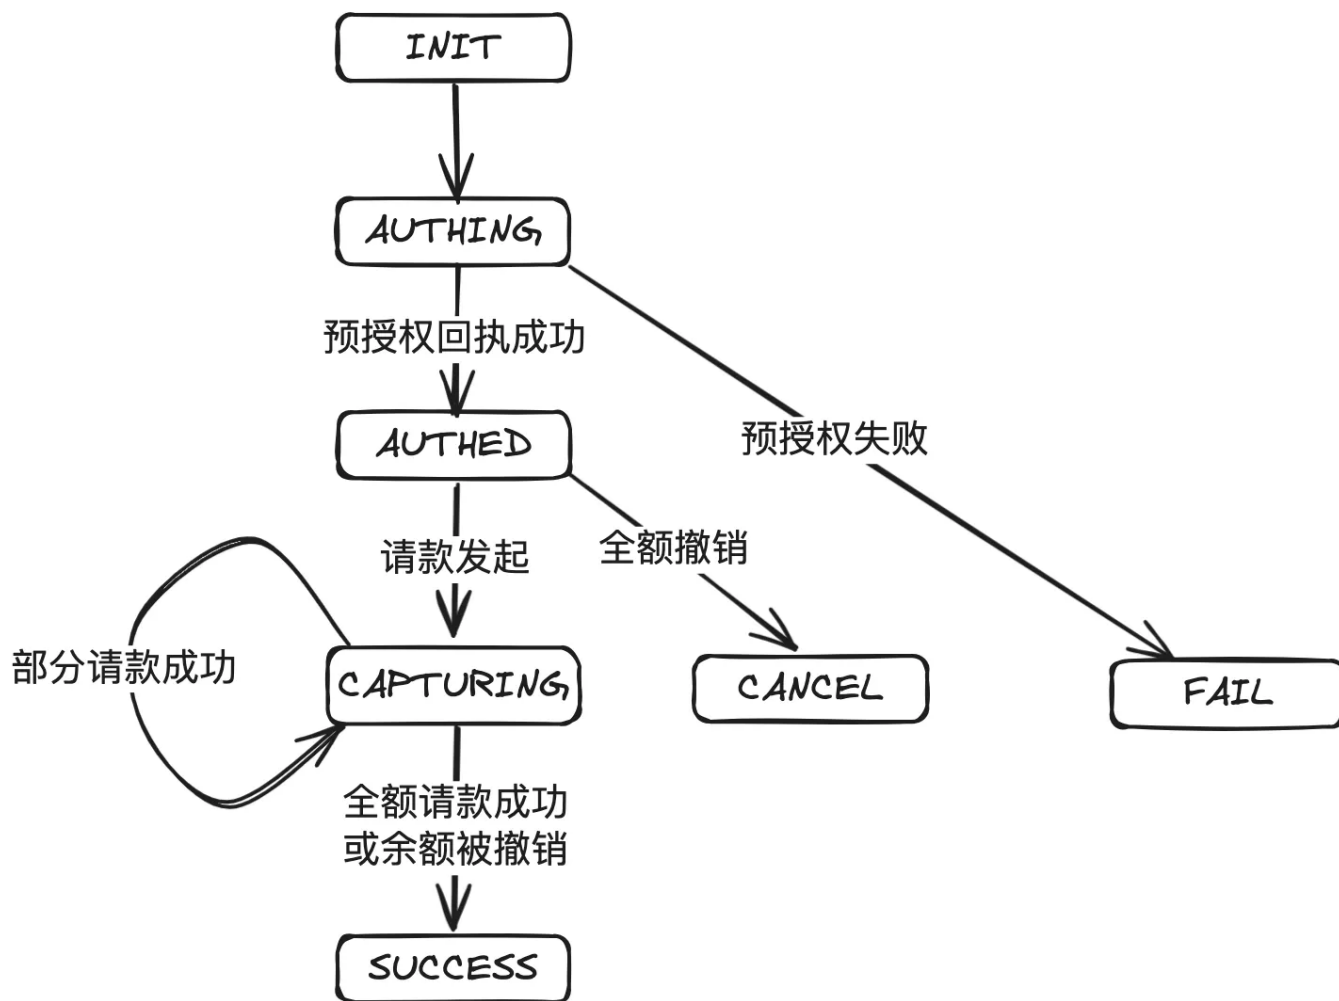 INIT
AUTHING
预授权回执成功
AUTHED
预授权失败
请款发起
全额撤销
部分请款成功
CAPTURING
CANCEL
FAIL
全额请款成功
或余额被撤销
SUCCESS